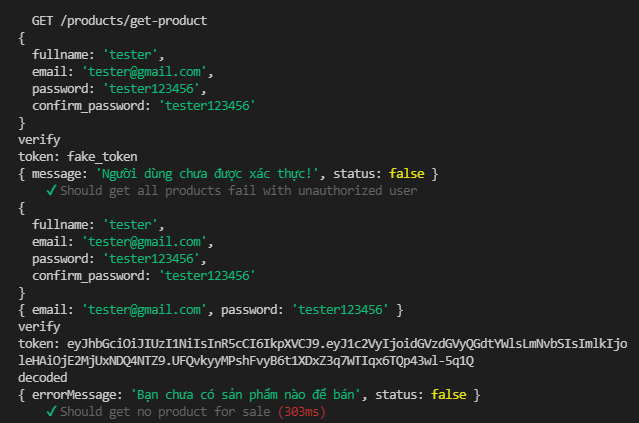 GET /products/get-product
{
fullname: 'tester',
email: 'tester@gmail.com',
password: 'tester123456',
confirm_password: 'tester123456'
}
verify
token: fake_token
{ message: 'Người dùng chưa được xác thực!', status: false }
✓ Should get all products fail with unauthorized user
{
fullname: 'tester',
email: 'tester@gmail.com',
password: 'tester123456',
confirm_password: 'tester123456'
}
{ email: 'tester@gmail.com', password: 'tester123456' }
verify
token: eyJhbGciOiJIUzI1NiIsInR5cCI6IkpXVCJ9.eyJ1c2VyIjoidGVzdGVyQGdtYWlsLmNvbSIsImlkIjo
leHAiOjE2MjUxNDQ4NTZ9.UFQvkyyMPshFvyB6t1XDxZ3q7WTIqx6TQp43wl-5q1Q
decoded
{ errorMessage: 'Bạn chưa có sản phẩm nào để bán', status: false }
✓ Should get no product for sale (303ms)